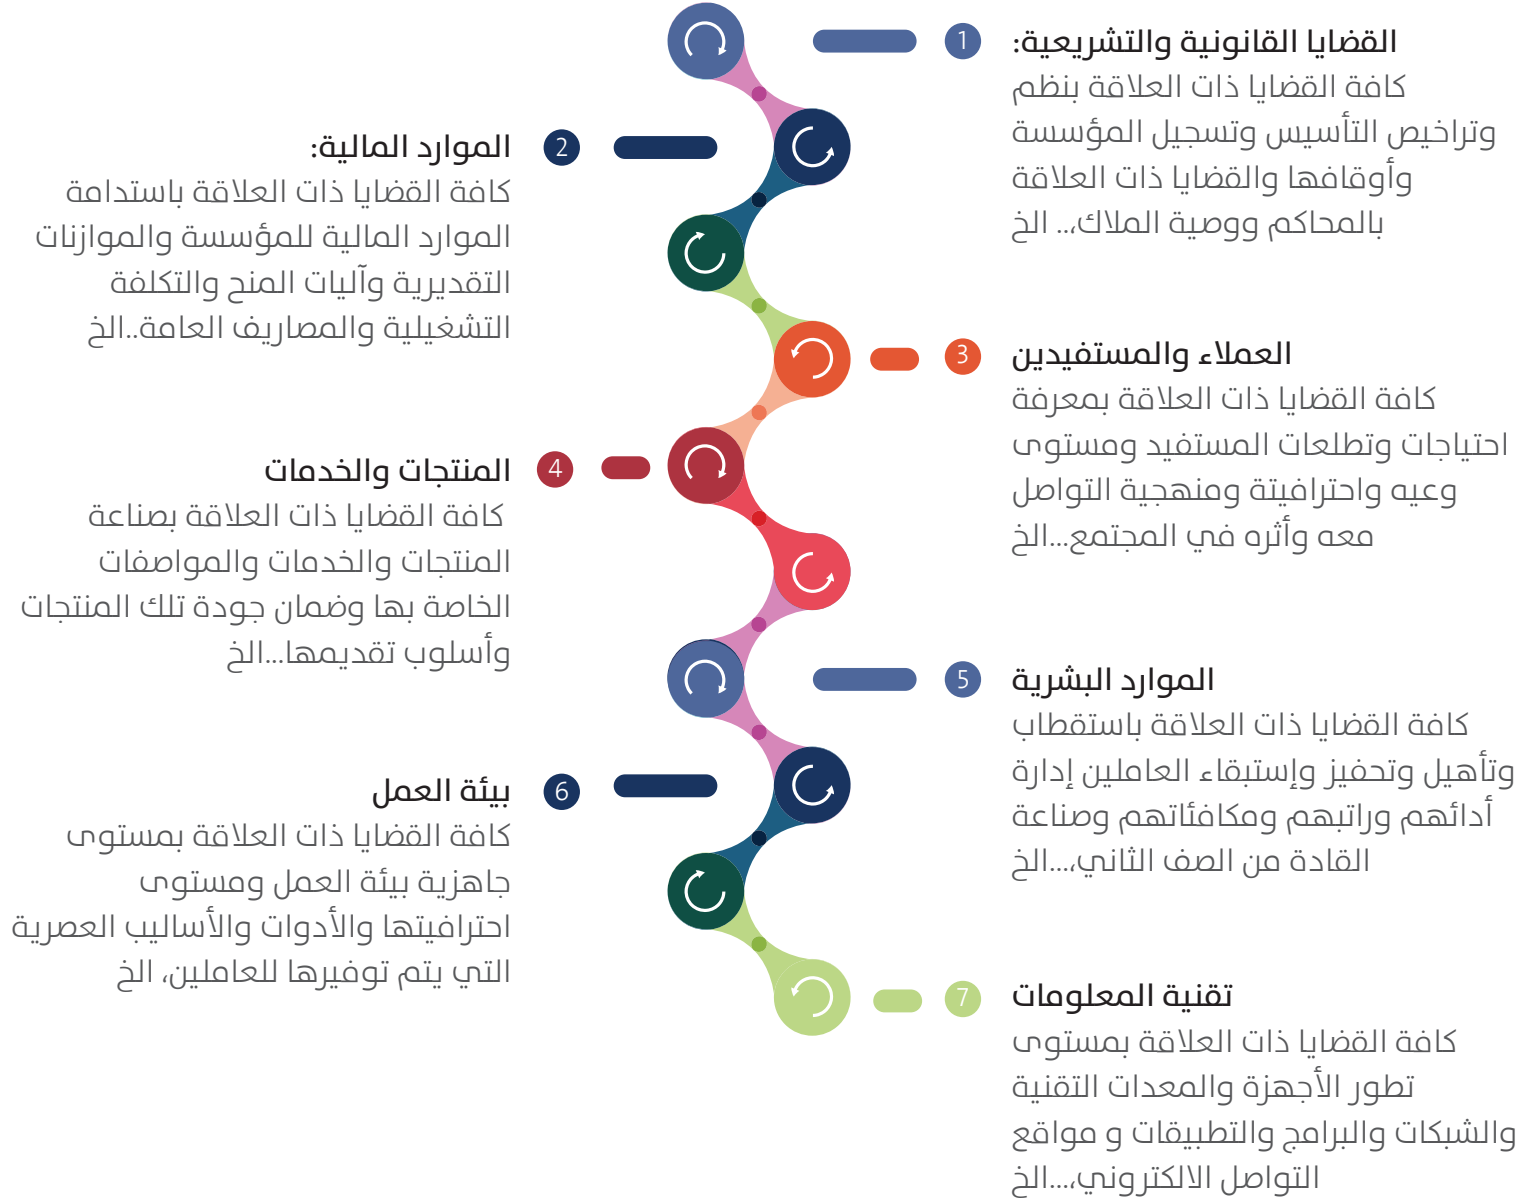 1
القضايا القانونية والتشريعية:
كافة القضايا ذات العلاقة بنظم
وتراخيص التأسيس وتسجيل المؤسسة
وأوقافها والقضايا ذات العلاقة
بالمحاكم ووصية الملاك،.. الخ
2
الموارد المالية:
كافة القضايا ذات العلاقة باستدامة
الموارد المالية للمؤسسة والموازنات
التقديرية وآليات المنح والتكلفة
التشغيلية والمصاريف العامة..الخ
3
العملاء والمستفيدين
كافة القضايا ذات العلاقة بمعرفة
احتياجات وتطلعات المستفيد ومستوى
وعيه واحترافيتة ومنهجية التواصل
معه وأثره في المجتمع...الخ
4
المنتجات والخدمات
كافة القضايا ذات العلاقة بصناعة
المنتجات والخدمات والمواصفات
الخاصة بها وضمان جودة تلك المنتجات
وأسلوب تقديمها...الخ
5
الموارد البشرية
كافة القضايا ذات العلاقة باستقطاب
وتأهيل وتحفيز وإستبقاء العاملين إدارة
أدائهم وراتبهم ومكافئاتهم وصناعة
القادة من الصف الثاني،...الخ
6
بيئة العمل
كافة القضايا ذات العلاقة بمستوى
جاهزية بيئة العمل ومستوى
احترافيتها والأدوات والأساليب العصرية
التي يتم توفيرها للعاملين، الخ
7
تقنية المعلومات
كافة القضايا ذات العلاقة بمستوى
تطور الأجهزة والمعدات التقنية
والشبكات والبرامج والتطبيقات و مواقع
التواصل الالكتروني،...الخ